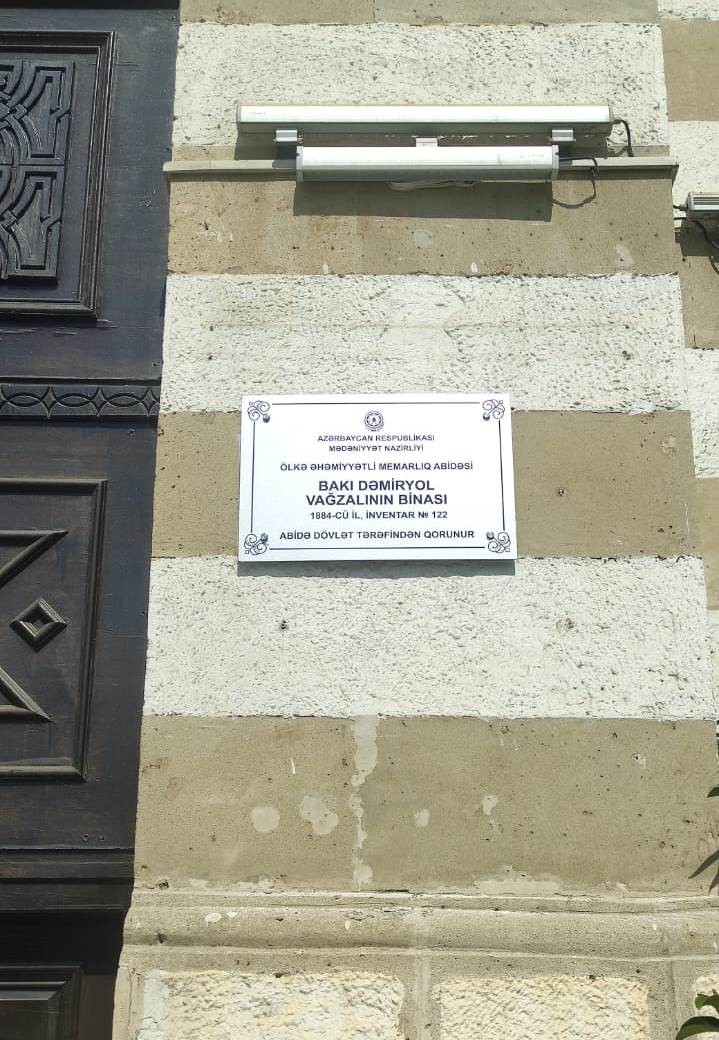 AZƏRBAYCAN RESPUBLİKASI
MƏDƏNİYYƏT NAZİRLİYİ
ÖLKƏ ƏHƏMİYYƏTLİ MEMARLIQ ABİDƏSİ
BAKI DƏMİRYOL
VAĞZALININ BİNASI
1884-CÜ İL, İNVENTAR № 122
ABİDƏ DÖVLƏT TƏRƏFİNDƏN QORUNUR